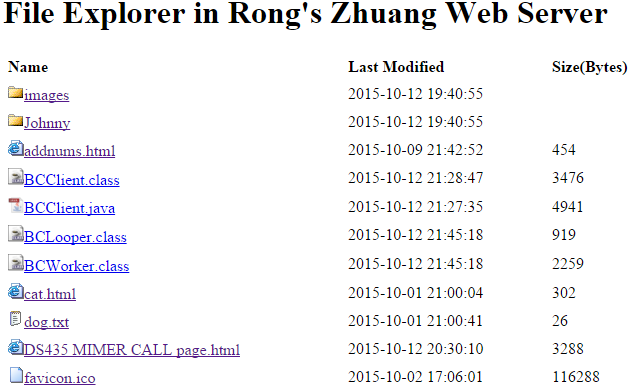 File Explorer in Rong's Zhuang Web Server
Name Last Modified Size(Bytes)
images 2015-10-12 19:40:55
Johnny 2015-10-12 19:40:55
addnums.html 2015-10-09 21:42:52 454
BCClient.class 2015-10-12 21:28:47 3476
BCClient.java 2015-10-12 21:27:35 4941
BCLooper.class 2015-10-12 21:45:18 919
BCWorker.class 2015-10-12 21:45:18 2259
cat.html 2015-10-01 21:00:04 302
dog.txt 2015-10-01 21:00:41 26
DS435 MIMER CALL page.html 2015-10-12 20:30:10 3288
favicon.ico 2015-10-02 17:06:01 116288